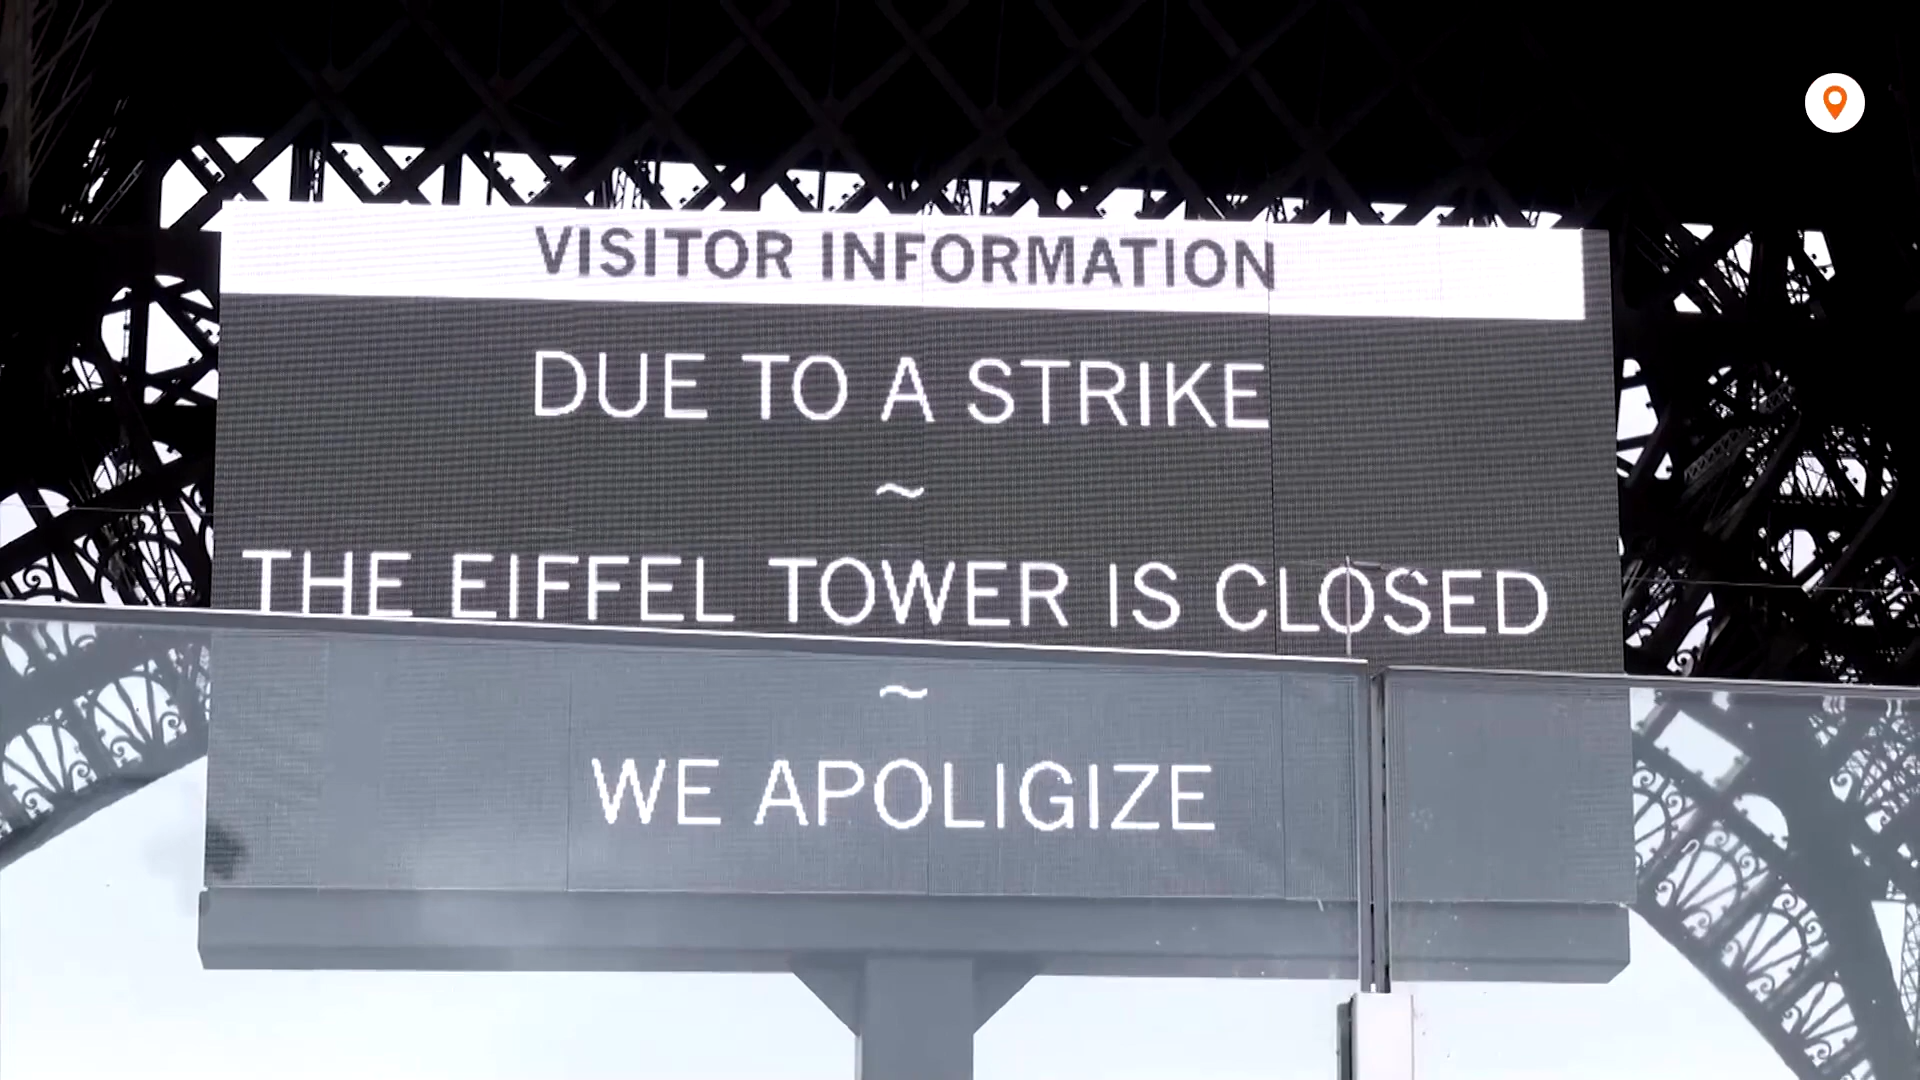 VISITOR INFORMATION
DUE TO A STRIKE
~
THE EIFFEL TOWER IS CLOSED
~
WE APOLIGIZE